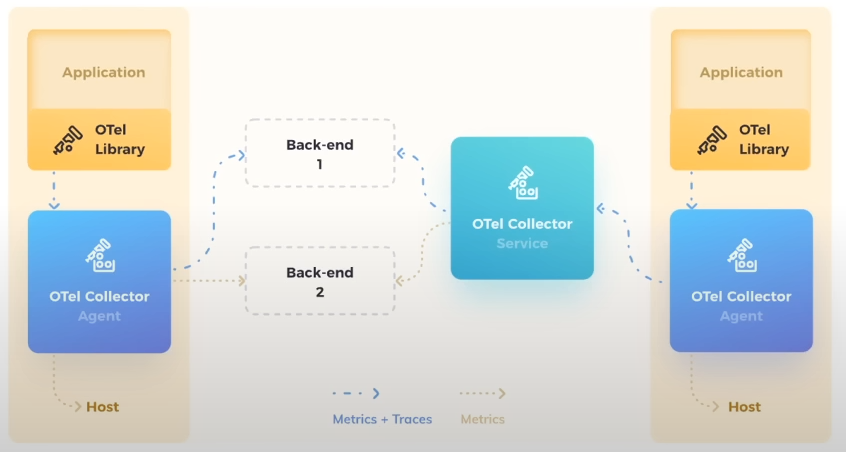 Application
OTel
Library
OTel Collector
Agent
Host
Back-end
1
Back-end
2
OTel Collector
Service
Application
OTel
Library
OTel Collector
Agent
Host
Metrics + Traces
Metrics